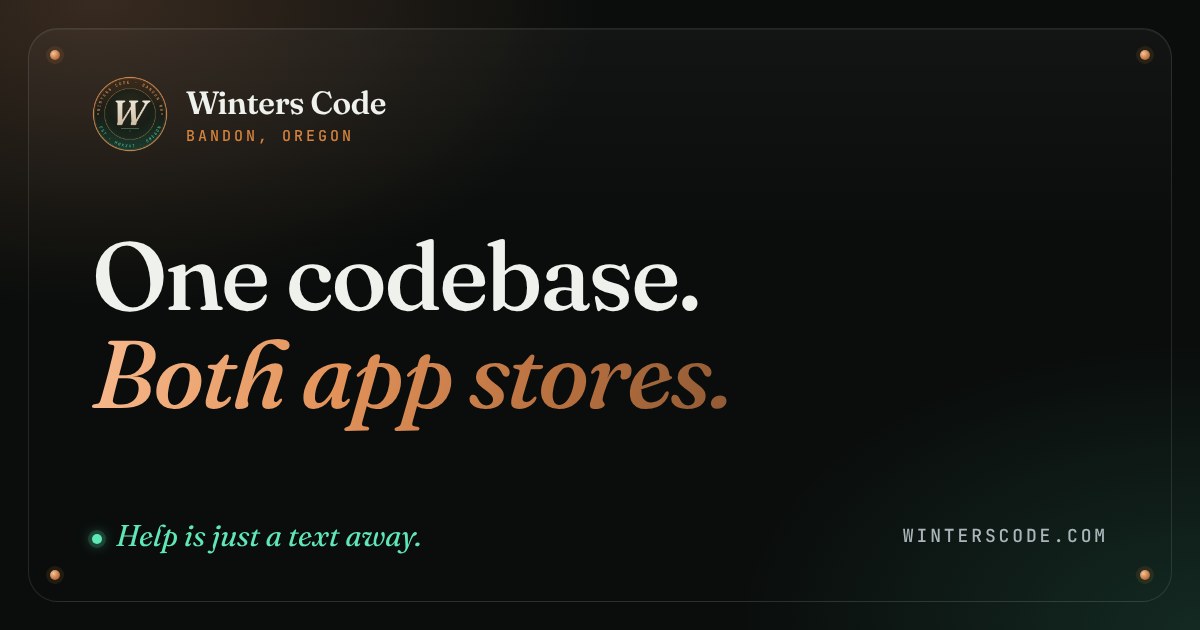 W
Winters Code
BANDON, OREGON
One codebase.
Both app stores.
Help is just a text away.
WINTERSCODE.COM